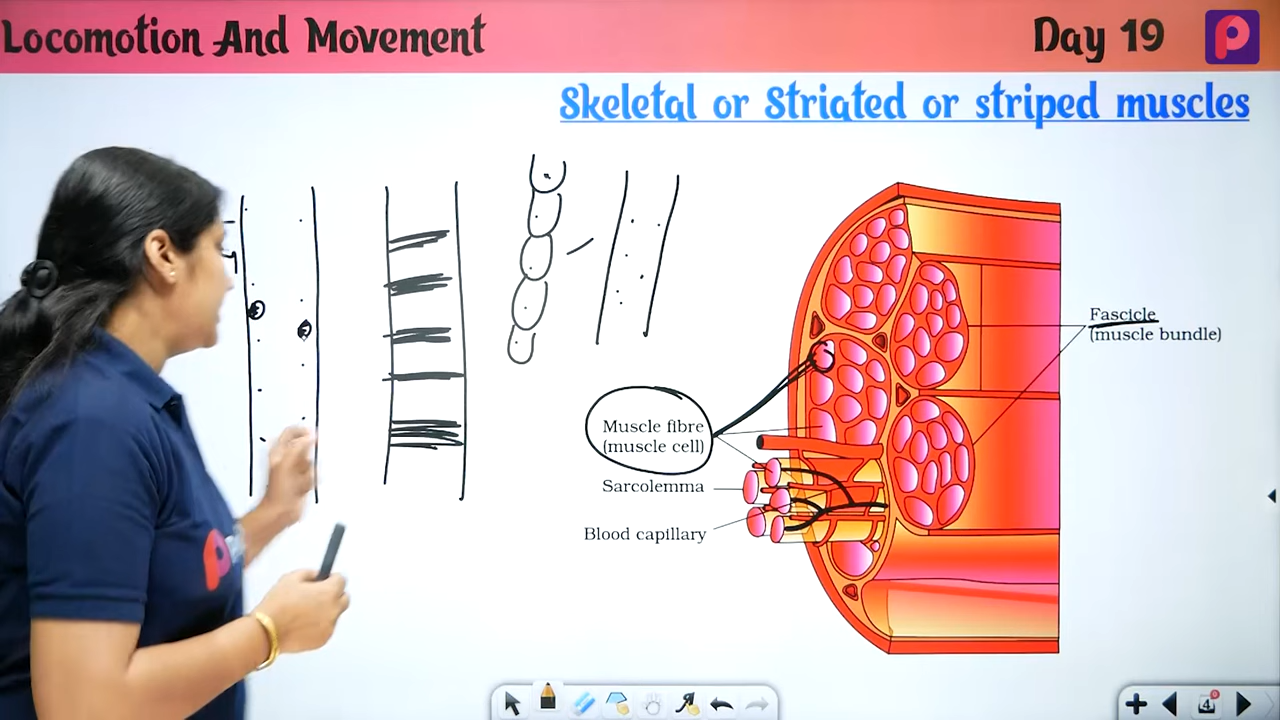 Locomotion And Movement
Day 19
Skeletal or Striated or striped muscles
Fascicle
(muscle bundle)
Muscle fibre
(muscle cell)
Sarcolemma
Blood capillary
4